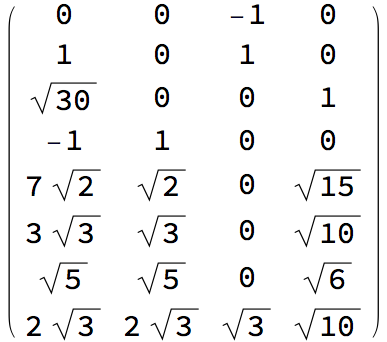 0 0 -1 0
1 0 1 0
√30 0 0 1
-1 1 0 0
7 √2 √2 0 √15
3 √3 √3 0 √10
√5 √5 0 √6
2 √3 2 √3 √3 √10